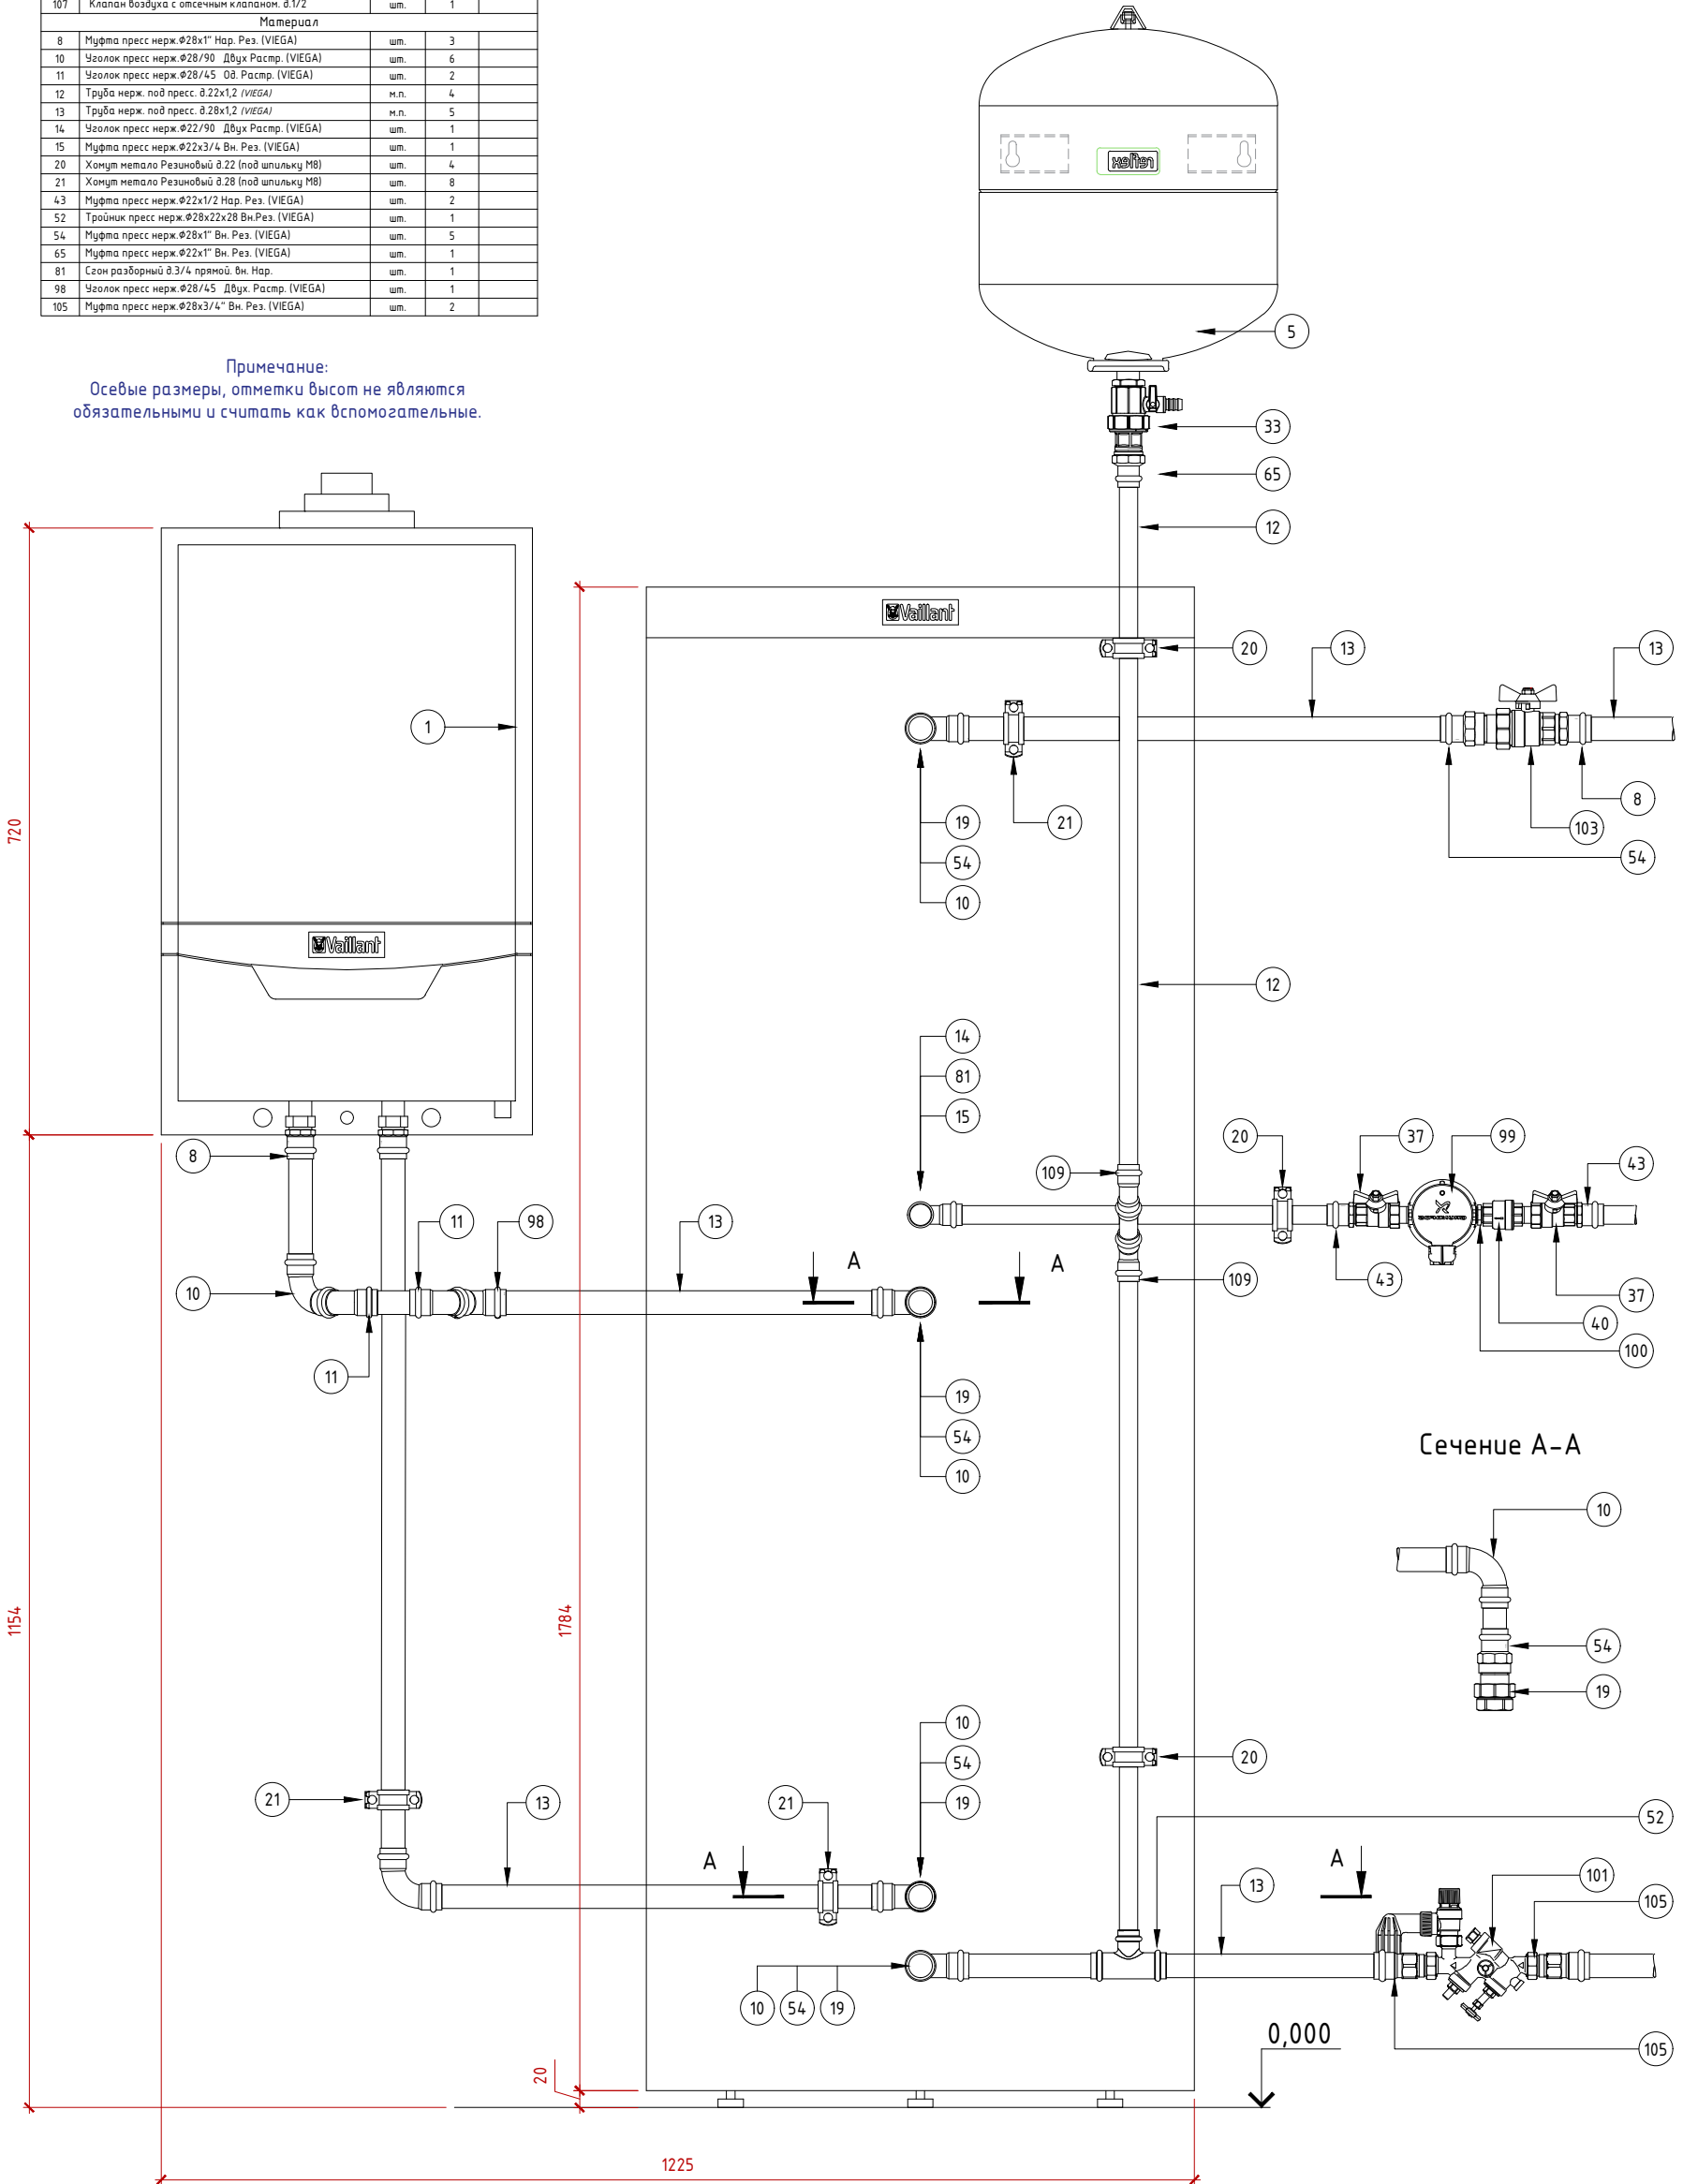 107 Клапан воздуха с отсечным клапаном. д.1/2 шт. 1
Материал
8 Муфта пресс нерж.Ф28х1" Нар. Рез. (VIEGA) шт. 3
10 Уголок пресс нерж.Ф28/90 Двух Растр. (VIEGA) шт. 6
11 Уголок пресс нерж.Ф28/45 Од. Растр. (VIEGA) шт. 2
12 Труба нерж. под пресс. д.22х1,2 (VIEGA) м.п. 4
13 Труба нерж. под пресс. д.28х1,2 (VIEGA) м.п. 5
14 Уголок пресс нерж.Ф22/90 Двух Растр. (VIEGA) шт. 1
15 Муфта пресс нерж.Ф22х3/4 Вн. Рез. (VIEGA) шт. 1
20 Хомут метало Резиновый д.22 (под шпильку М8) шт. 4
21 Хомут метало Резиновый д.28 (под шпильку М8) шт. 8
43 Муфта пресс нерж.Ф22х1/2 Нар. Рез. (VIEGA) шт. 2
52 Тройник пресс нерж.Ф28х22х28 Вн.Рез. (VIEGA) шт. 1
54 Муфта пресс нерж.Ф28х1" Вн. Рез. (VIEGA) шт. 5
65 Муфта пресс нерж.Ф22х1" Вн. Рез. (VIEGA) шт. 1
81 Сгон разборный д.3/4 прямой. вн. Нар. шт. 1
98 Уголок пресс нерж.Ф28/45 Двух. Растр. (VIEGA) шт. 1
105 Муфта пресс нерж.Ф28х3/4" Вн. Рез. (VIEGA) шт. 2
Примечание:
Осевые размеры, отметки высот не являются
обязательными и считать как вспомогательные.
reflex
5
33
65
12
Vaillant
20
13
13
1
8
103
54
19
21
54
10
720
Vaillant
12
14
81
15
8
109
20
37
99
43
11
98
13
A
A
109
43
37
40
100
10
11
19
54
10
Сечение А-А
10
54
19
1154
1784
10
54
19
20
21
13
21
52
A
A
13
101
105
10
54
19
0,000
105
20
1225